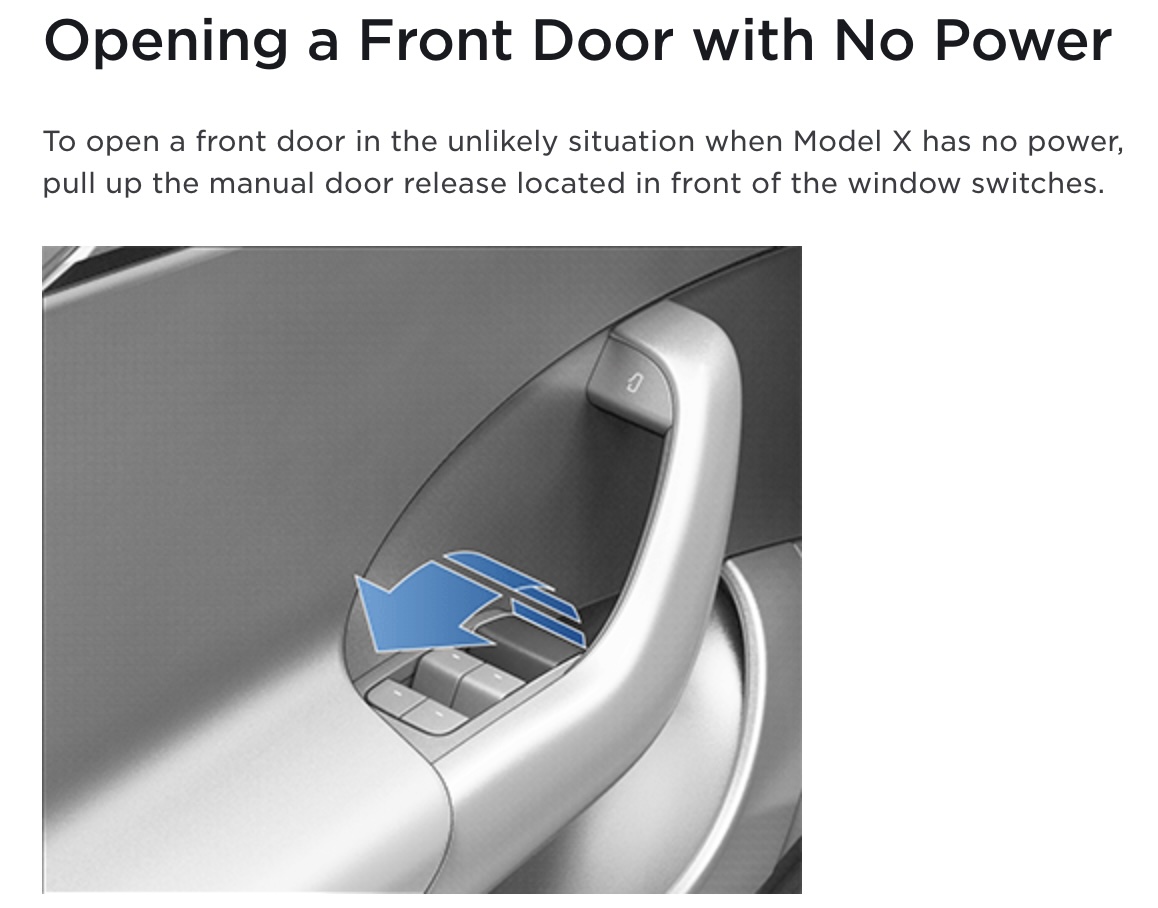 Opening a Front Door with No Power
To open a front door in the unlikely situation when Model X has no power,
pull up the manual door release located in front of the window switches.